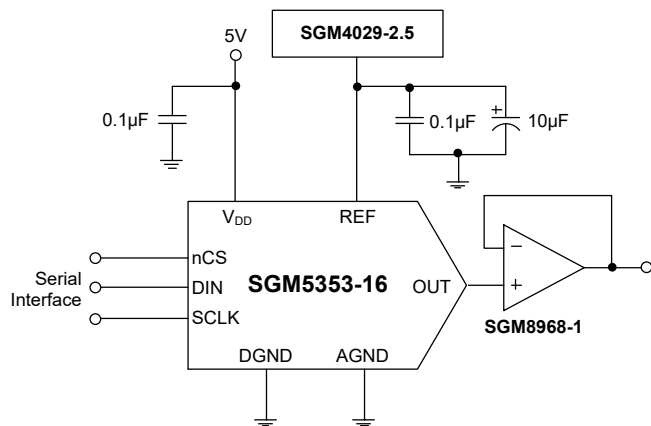 SGM4029-2.5
5V
0.1µF
0.1µF
+
10µF
VDD
REF
nCS
Serial
Interface
DIN
SGM5353-16
OUT
SCLK
−
+
SGM8968-1
DGND
AGND